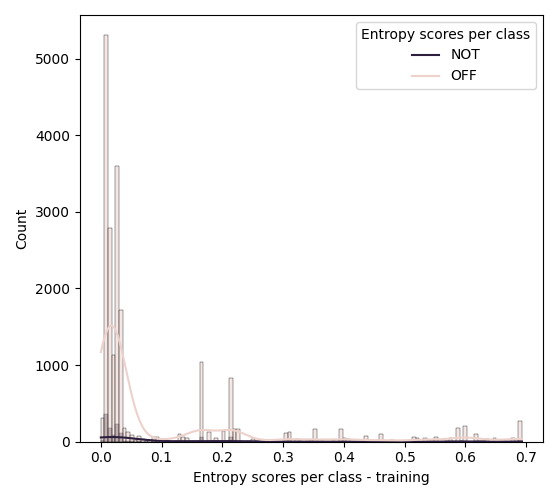 Entropy scores per class
NOT
OFF
5000
4000
3000
2000
1000
0
Count
0.0 0.1 0.2 0.3 0.4 0.5 0.6 0.7
Entropy scores per class - training